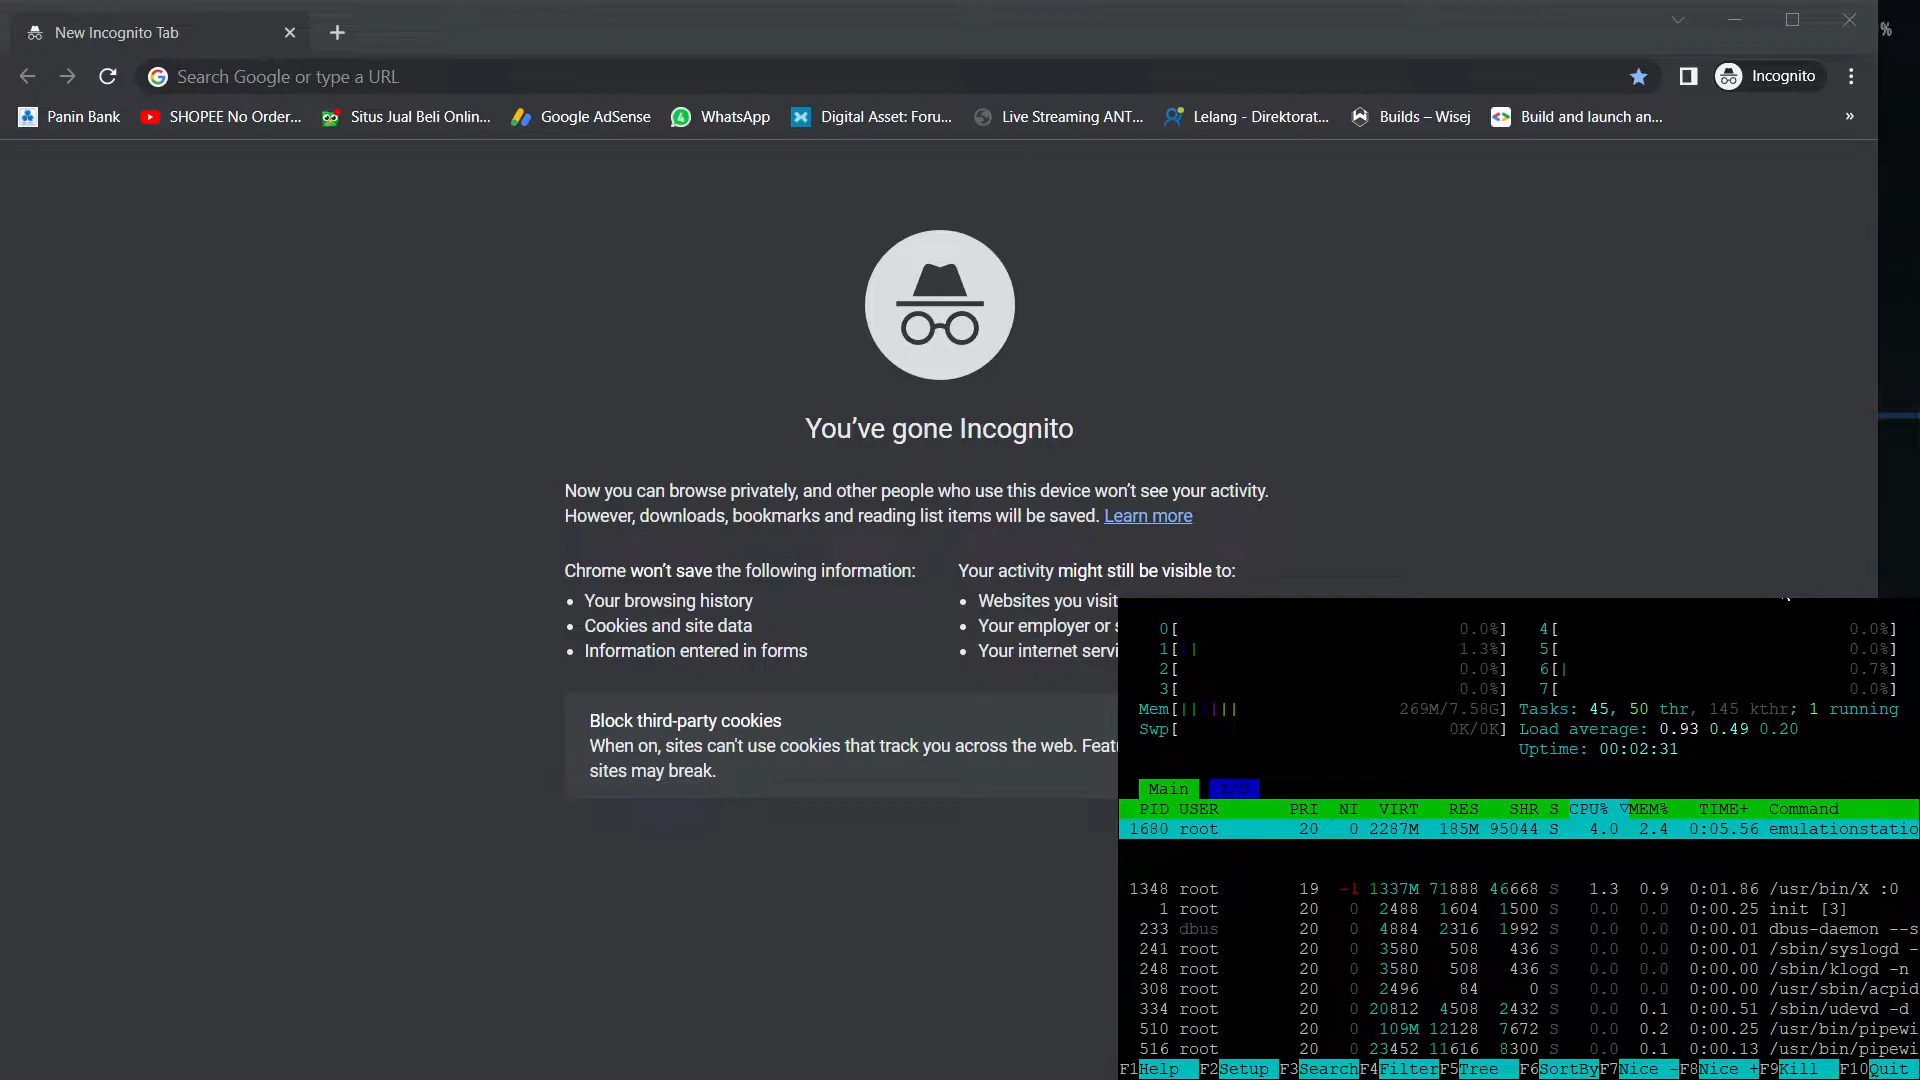 New Incognito Tab
%
Search Google or type a URL
Incognito
Panin Bank
SHOPEE No Order...
Situs Jual Beli Onlin...
Google AdSense
WhatsApp
Digital Asset: Foru...
Live Streaming ANT...
Lelang - Direktorat...
Builds – Wisej
Build and launch an...
»
You've gone Incognito
Now you can browse privately, and other people who use this device won't see your activity.
However, downloads, bookmarks and reading list items will be saved. Learn more
Chrome won't save the following information:
• Your browsing history
• Cookies and site data
• Information entered in forms
Your activity might still be visible to:
• Websites you visit
• Your employer or s
• Your internet servi
Block third-party cookies
When on, sites can't use cookies that track you across the web. Featu
sites may break.
0[ 0.0%] 4[ 0.0%]
1[|| 1.3%] 5[ 0.0%]
2[ 0.0%] 6[| 0.7%]
3[ 0.0%] 7[ 0.0%]
Mem[|||||| 269M/7.58G] Tasks: 45, 50 thr, 145 kthr; 1 running
Swp[ 0K/0K] Load average: 0.93 0.49 0.20
Uptime: 00:02:31
Main I/O
PID USER PRI NI VIRT RES SHR S CPU% ▽MEM% TIME+ Command
1680 root 20 0 2287M 185M 95044 S 4.0 2.4 0:05.56 emulationstatio
1348 root 19 -1 1337M 71888 46668 S 1.3 0.9 0:01.86 /usr/bin/X :0
1 root 20 0 2488 1604 1500 S 0.0 0.0 0:00.25 init [3]
233 dbus 20 0 4884 2316 1992 S 0.0 0.0 0:00.01 dbus-daemon --s
241 root 20 0 3580 508 436 S 0.0 0.0 0:00.01 /sbin/syslogd -
248 root 20 0 3580 508 436 S 0.0 0.0 0:00.00 /sbin/klogd -n
308 root 20 0 2496 84 0 S 0.0 0.0 0:00.00 /usr/sbin/acpid
334 root 20 0 20812 4508 2432 S 0.0 0.1 0:00.51 /sbin/udevd -d
510 root 20 0 109M 12128 7672 S 0.0 0.2 0:00.25 /usr/bin/pipewi
516 root 20 0 23452 11616 8300 S 0.0 0.1 0:00.13 /usr/bin/pipewi
F1Help F2Setup F3SearchF4FilterF5Tree F6SortByF7Nice -F8Nice +F9Kill F10Quit